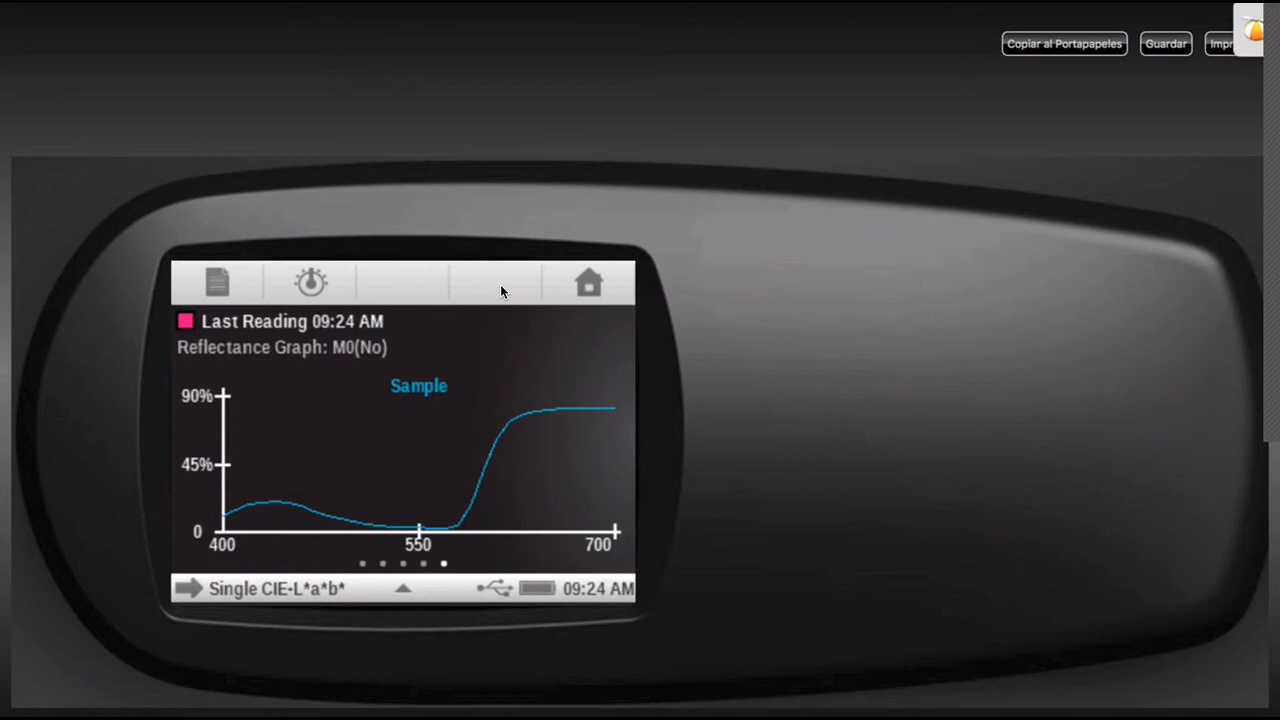 Copiar al Portapapeles
Guardar
Impr
Last Reading 09:24 AM
Reflectance Graph: M0(No)
Sample
90%
45%
0
400 550 700
Single CIE-L*a*b* 09:24 AM